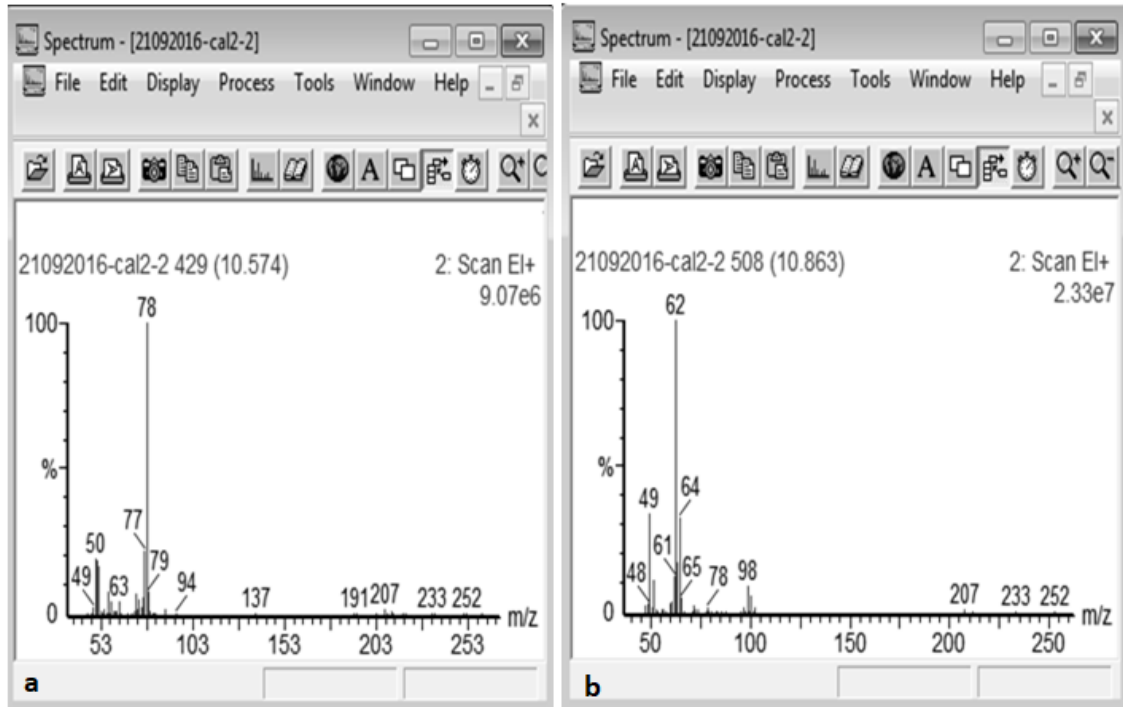 Spectrum - [21092016-cal2-2]
File Edit Display Process Tools Window Help
A
21092016-cal2-2 429 (10.574)
2: Scan EI+
9.07e6
78
100
%
77
50
79
49
63
94
137
191
207
233
252
0
m/z
53
103
153
203
253
a
Spectrum - [21092016-cal2-2]
File Edit Display Process Tools Window Help
A
21092016-cal2-2 508 (10.863)
2: Scan EI+
2.33e7
62
100
%
49
64
61
48
65
78
98
207
233
252
0
m/z
50
100
150
200
250
b